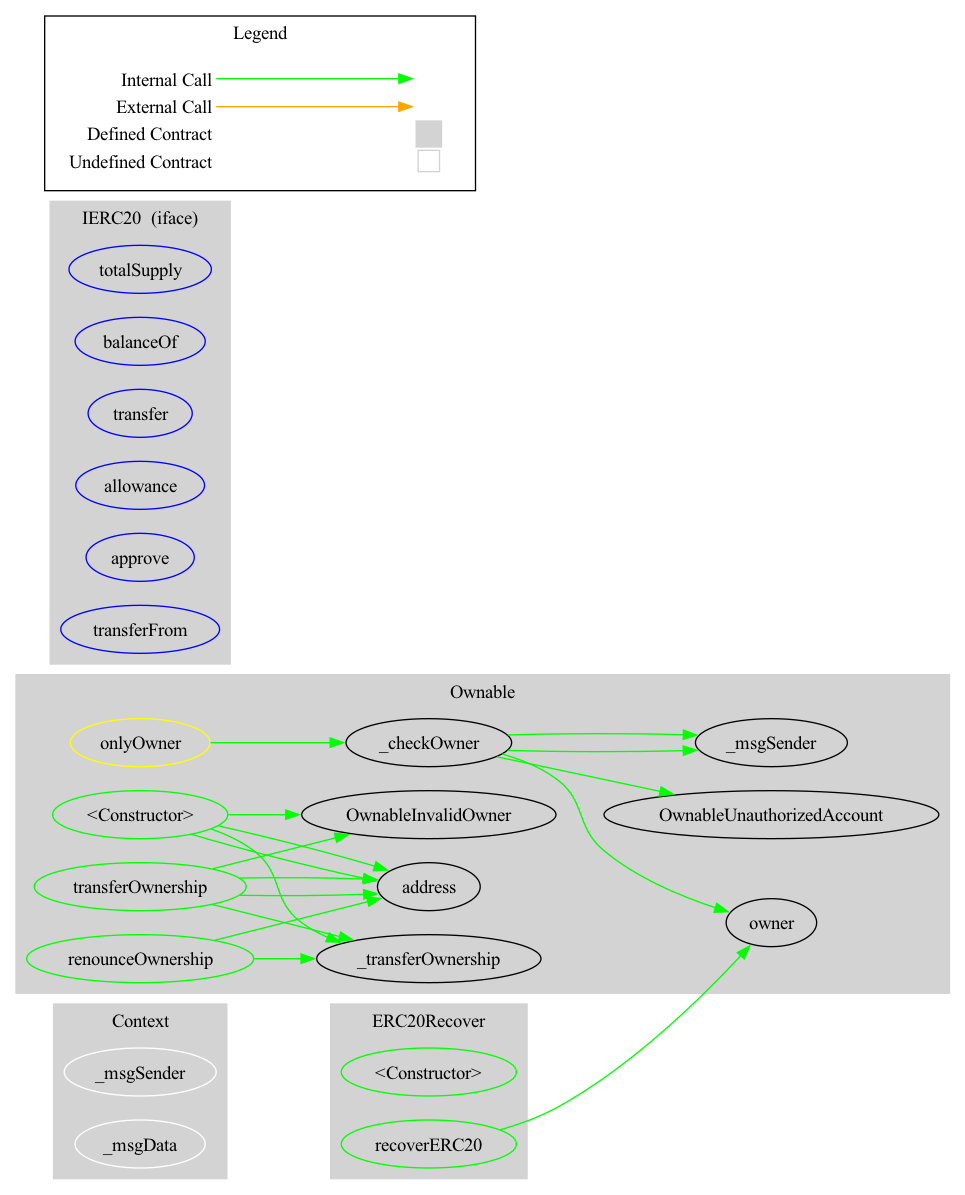 Legend
Internal Call
External Call
Defined Contract
Undefined Contract
IERC20 (iface)
totalSupply
balanceOf
transfer
allowance
approve
transferFrom
Ownable
onlyOwner
_checkOwner
_msgSender
<Constructor>
OwnableInvalidOwner
OwnableUnauthorizedAccount
transferOwnership
address
owner
renounceOwnership
_transferOwnership
Context
_msgSender
_msgData
ERC20Recover
<Constructor>
recoverERC20